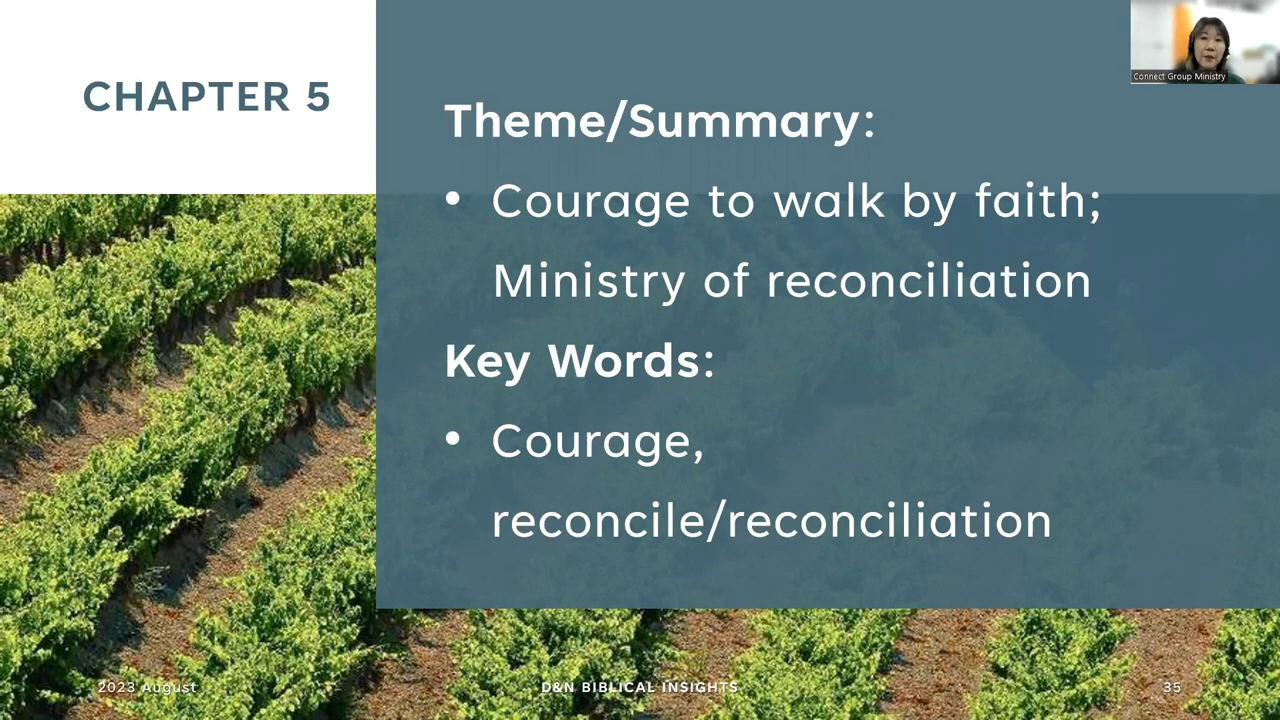 CHAPTER 5
Connect Group Ministry
Theme/Summary:
• Courage to walk by faith;
Ministry of reconciliation
Key Words:
• Courage,
reconcile/reconciliation
2023 August
D&N BIBLICAL INSIGHTS
35